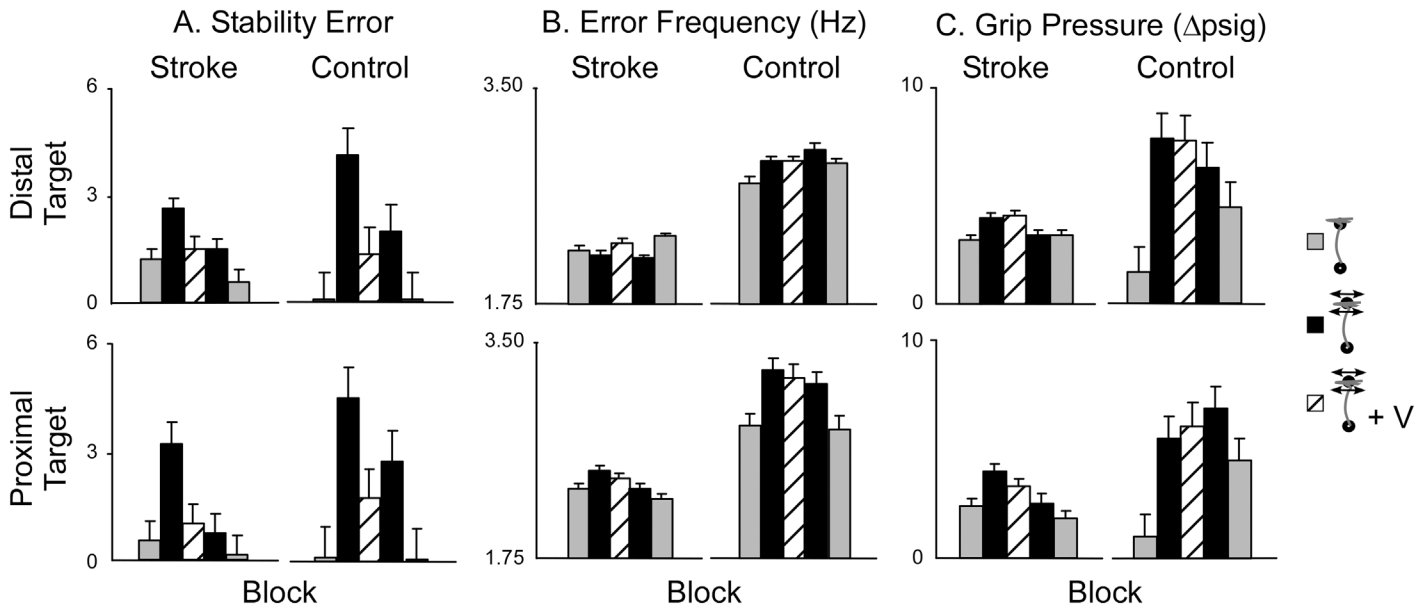 A. Stability Error
B. Error Frequency (Hz)
C. Grip Pressure (Δpsig)
Stroke
Control
Stroke
Control
Stroke
Control
Distal
Target
6
3
0
3.50
1.75
10
0
Proximal
Target
6
3
0
3.50
1.75
10
0
+ V
Block
Block
Block